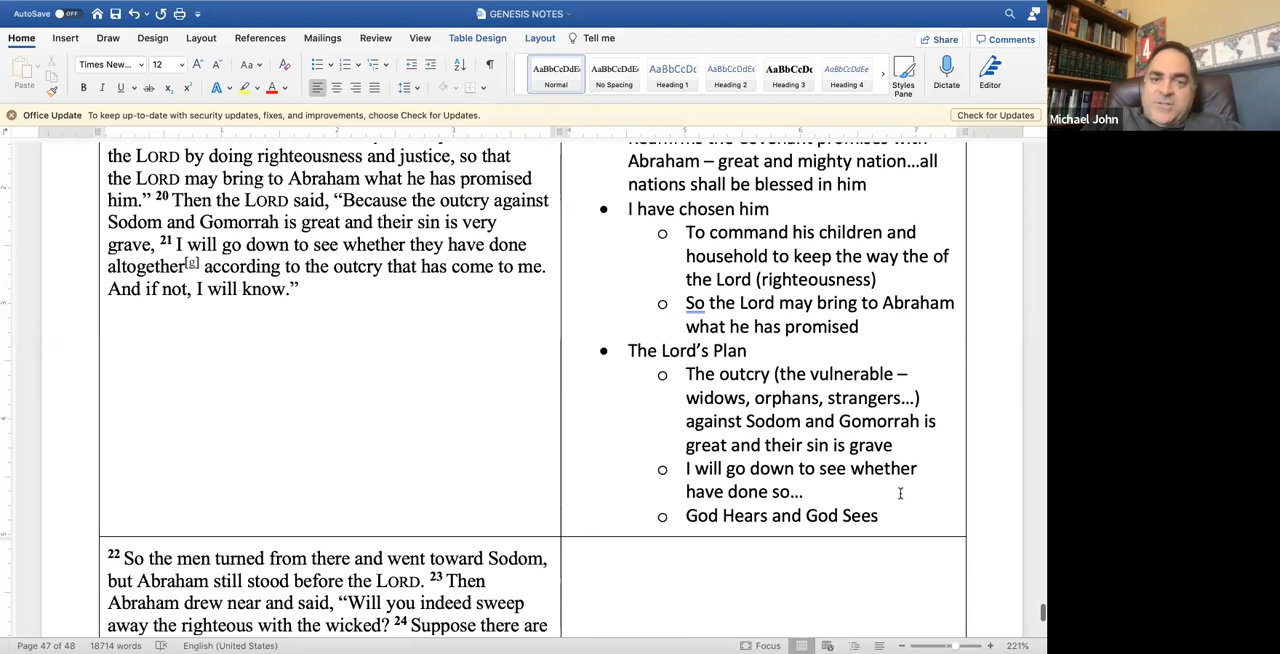 AutoSave OFF
GENESIS NOTES
Home Insert Draw Design Layout References Mailings Review View Table Design Layout Tell me
Share Comments
Paste
Times New... 12
Aa
B I U ab x₂ x²
AaBbCcDdEe AaBbCcDdEe AaBbCcDc AaBbCcDdEe AaBbCcDc AaBbCcDdEe
Normal No Spacing Heading 1 Heading 2 Heading 3 Heading 4
Styles Pane
Dictate
Editor
Office Update To keep up-to-date with security updates, fixes, and improvements, choose Check for Updates.
Check for Updates
Michael John
the LORD by doing righteousness and justice, so that
the LORD may bring to Abraham what he has promised
him.” 20 Then the LORD said, “Because the outcry against
Sodom and Gomorrah is great and their sin is very
grave, 21 I will go down to see whether they have done
altogether[g] according to the outcry that has come to me.
And if not, I will know.”
Reaffirms the Covenant promises with
Abraham – great and mighty nation...all
nations shall be blessed in him
• I have chosen him
o To command his children and
household to keep the way the of
the Lord (righteousness)
o So the Lord may bring to Abraham
what he has promised
• The Lord’s Plan
o The outcry (the vulnerable –
widows, orphans, strangers...)
against Sodom and Gomorrah is
great and their sin is grave
o I will go down to see whether
have done so...
o God Hears and God Sees
22 So the men turned from there and went toward Sodom,
but Abraham still stood before the LORD. 23 Then
Abraham drew near and said, “Will you indeed sweep
away the righteous with the wicked? 24 Suppose there are
Page 47 of 48 18714 words English (United States) Focus 221%